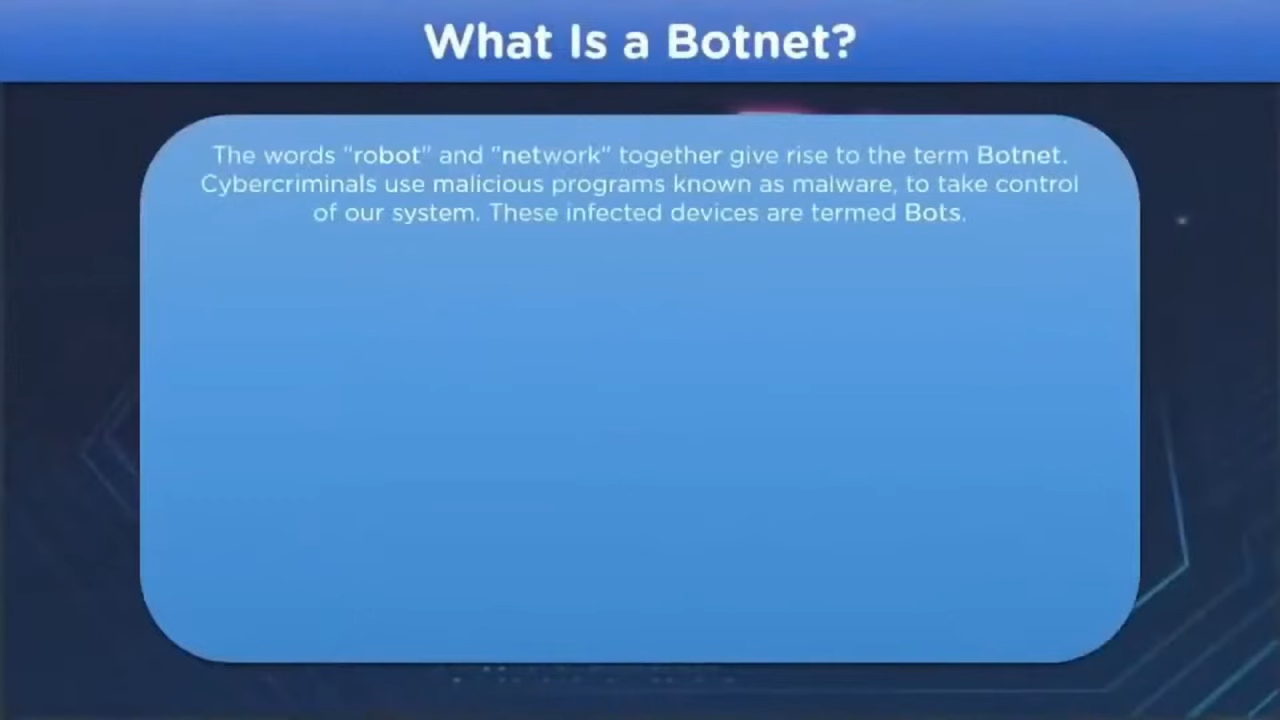 What Is a Botnet?
The words "robot" and "network" together give rise to the term Botnet.
Cybercriminals use malicious programs known as malware, to take control
of our system. These infected devices are termed Bots.